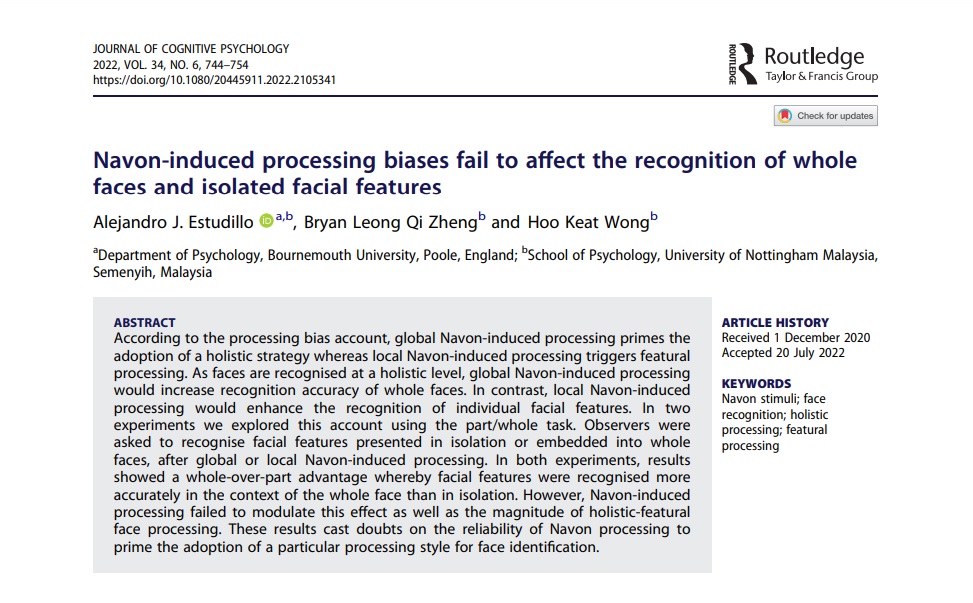 JOURNAL OF COGNITIVE PSYCHOLOGY
2022, VOL. 34, NO. 6, 744–754
https://doi.org/10.1080/20445911.2022.2105341
ROUTLEDGE
Routledge
Taylor & Francis Group
Check for updates
Navon-induced processing biases fail to affect the recognition of whole
faces and isolated facial features
Alejandro J. Estudillo iD a,b, Bryan Leong Qi Zheng b and Hoo Keat Wong b
aDepartment of Psychology, Bournemouth University, Poole, England; bSchool of Psychology, University of Nottingham Malaysia,
Semenyih, Malaysia
ABSTRACT
According to the processing bias account, global Navon-induced processing primes the
adoption of a holistic strategy whereas local Navon-induced processing triggers featural
processing. As faces are recognised at a holistic level, global Navon-induced processing
would increase recognition accuracy of whole faces. In contrast, local Navon-induced
processing would enhance the recognition of individual facial features. In two
experiments we explored this account using the part/whole task. Observers were
asked to recognise facial features presented in isolation or embedded into whole
faces, after global or local Navon-induced processing. In both experiments, results
showed a whole-over-part advantage whereby facial features were recognised more
accurately in the context of the whole face than in isolation. However, Navon-induced
processing failed to modulate this effect as well as the magnitude of holistic-featural
face processing. These results cast doubts on the reliability of Navon processing to
prime the adoption of a particular processing style for face identification.
ARTICLE HISTORY
Received 1 December 2020
Accepted 20 July 2022
KEYWORDS
Navon stimuli; face
recognition; holistic
processing; featural
processing